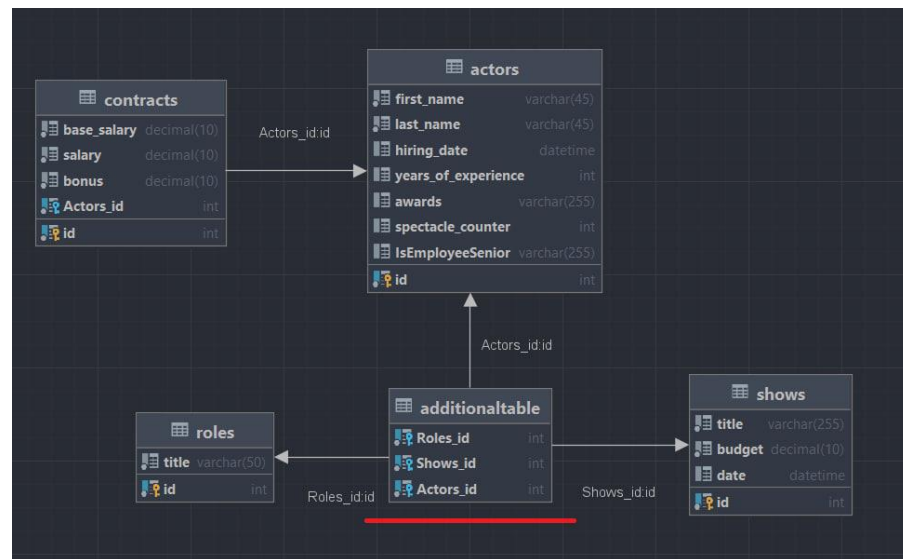 contracts
base_salary decimal(10)
salary decimal(10)
bonus decimal(10)
Actors_id int
id int
Actors_id:id
actors
first_name varchar(45)
last_name varchar(45)
hiring_date datetime
years_of_experience int
awards varchar(255)
spectacle_counter int
IsEmployeeSenior varchar(255)
id int
Actors_id:id
roles
title varchar(50)
id int
Roles_id:id
additionaltable
Roles_id int
Shows_id int
Actors_id int
Shows_id:id
shows
title varchar(255)
budget decimal(10)
date datetime
id int